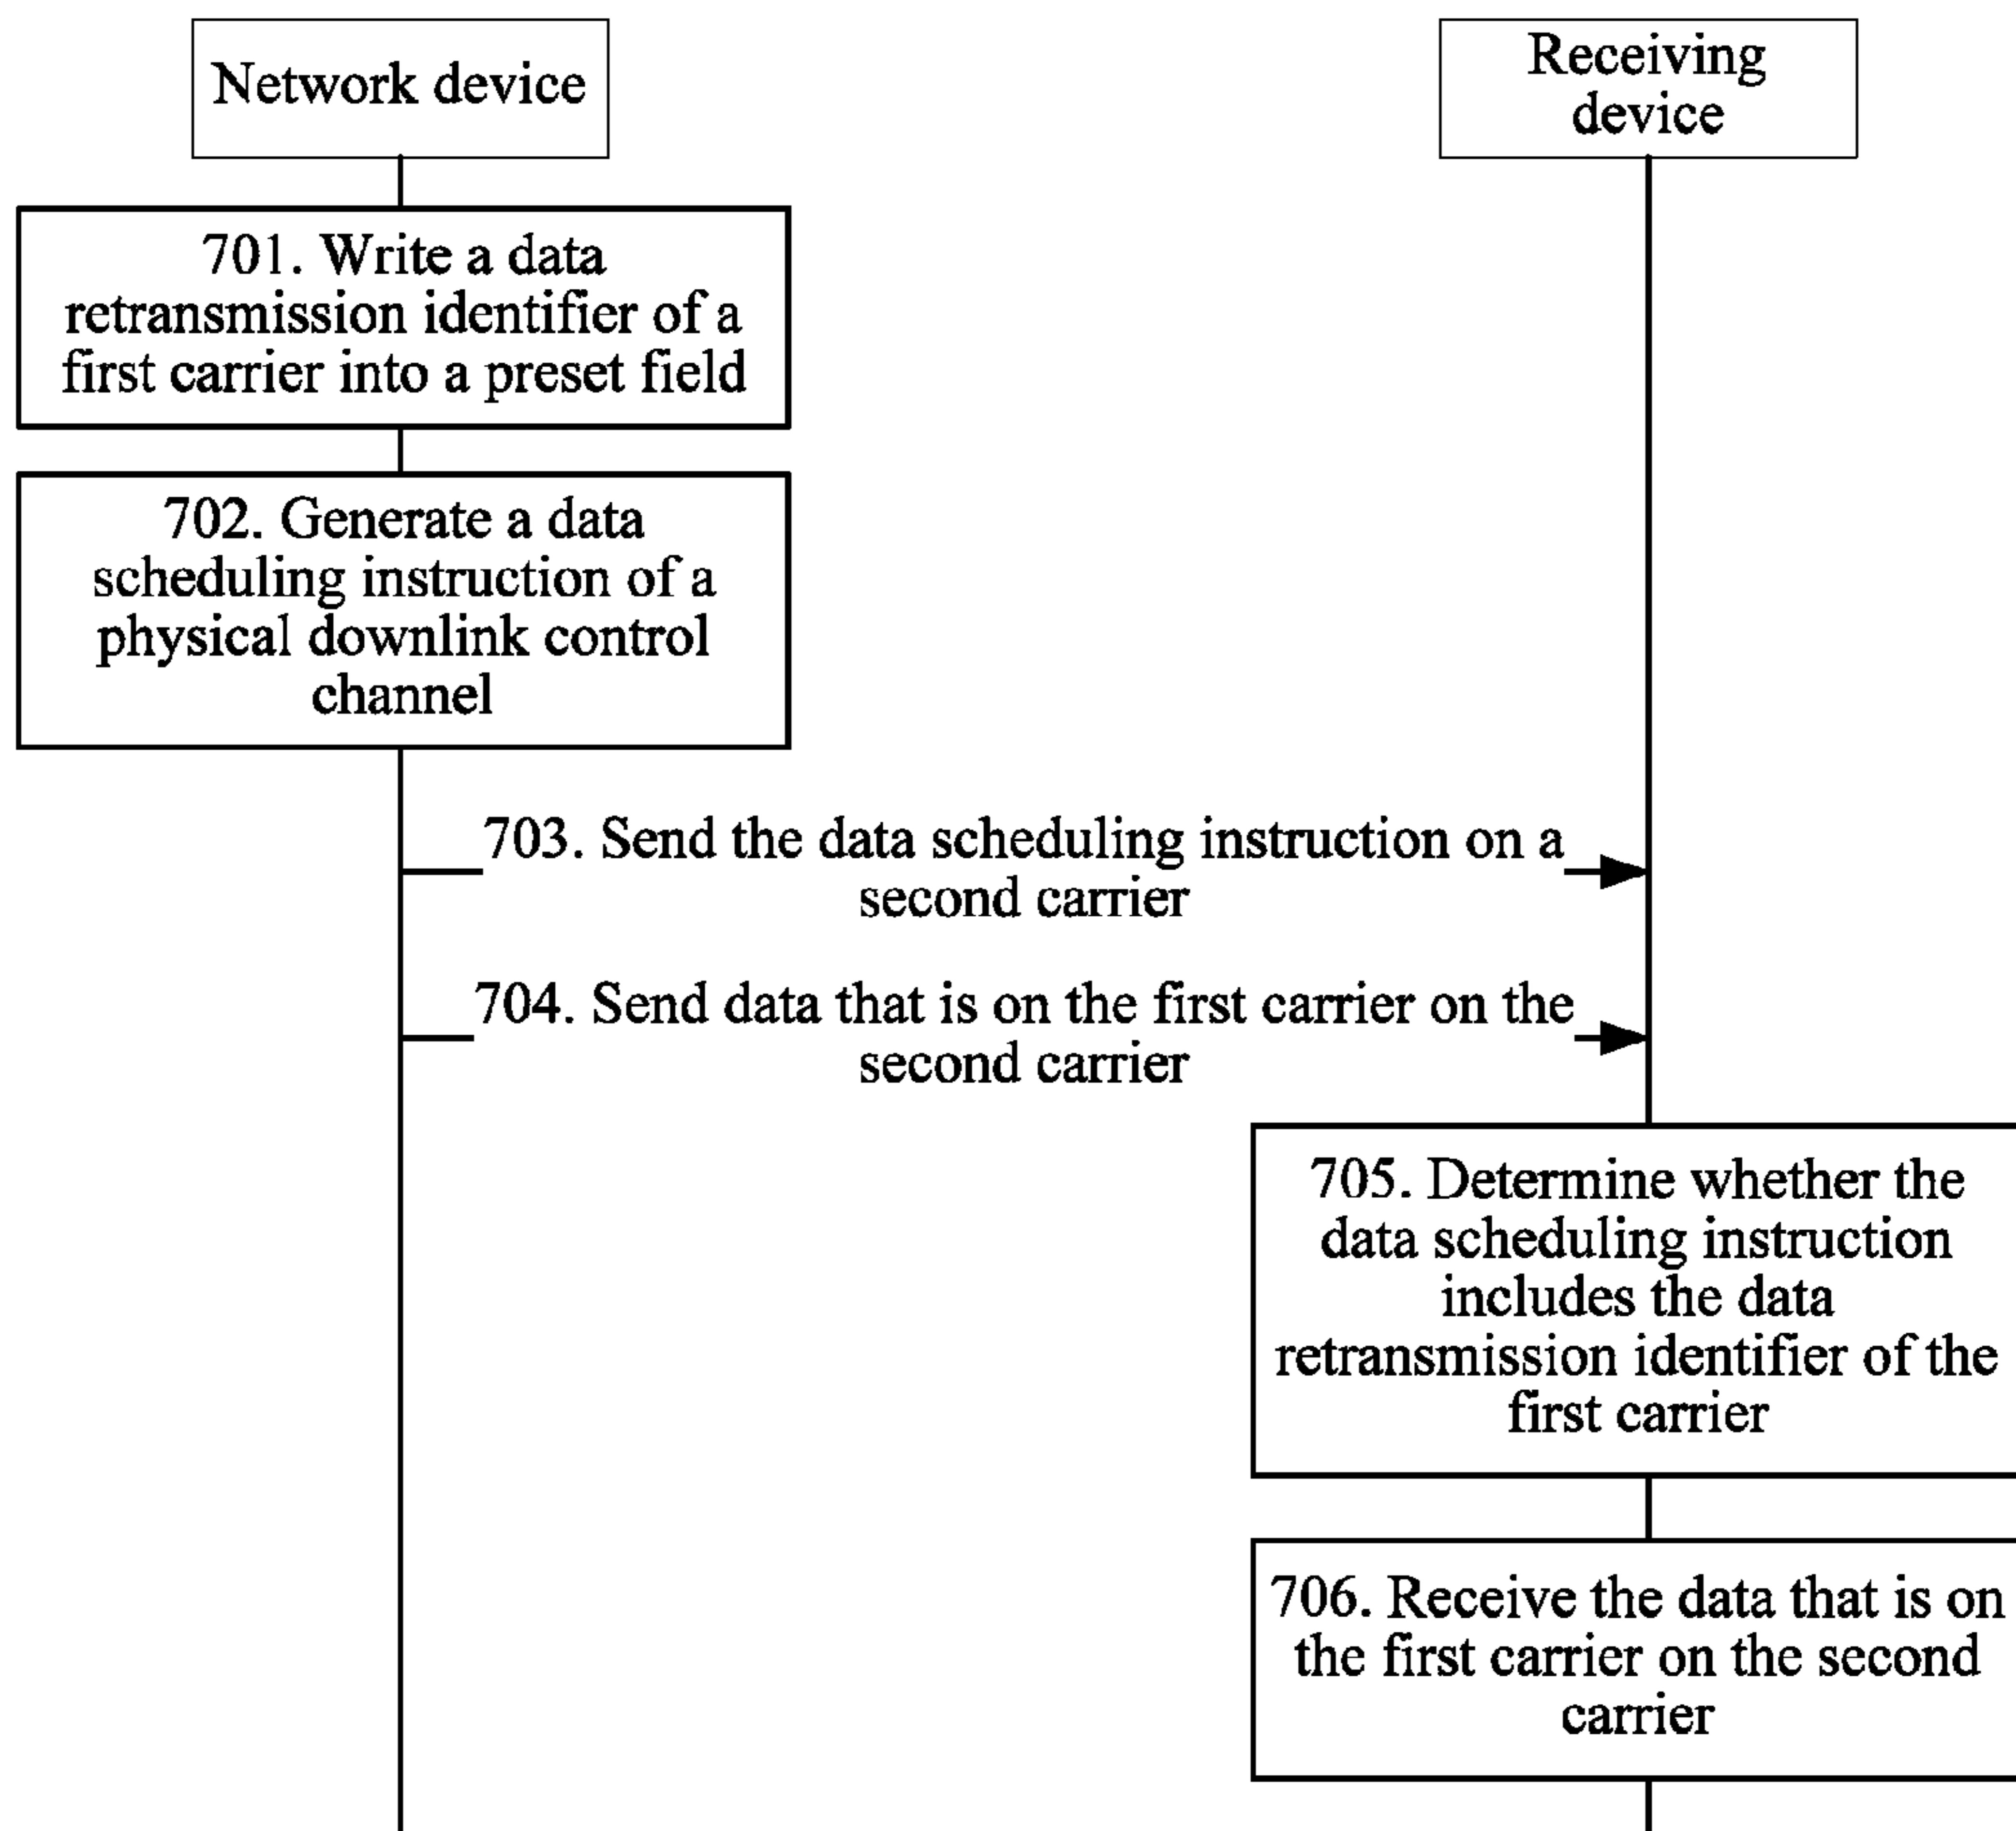 Network device
Receiving
device
701. Write a data
retransmission identifier of a
first carrier into a preset field
702. Generate a data
scheduling instruction of a
physical downlink control
channel
703. Send the data scheduling instruction on a
second carrier
704. Send data that is on the first carrier on the
second carrier
705. Determine whether the
data scheduling instruction
includes the data
retransmission identifier of the
first carrier
706. Receive the data that is on
the first carrier on the second
carrier